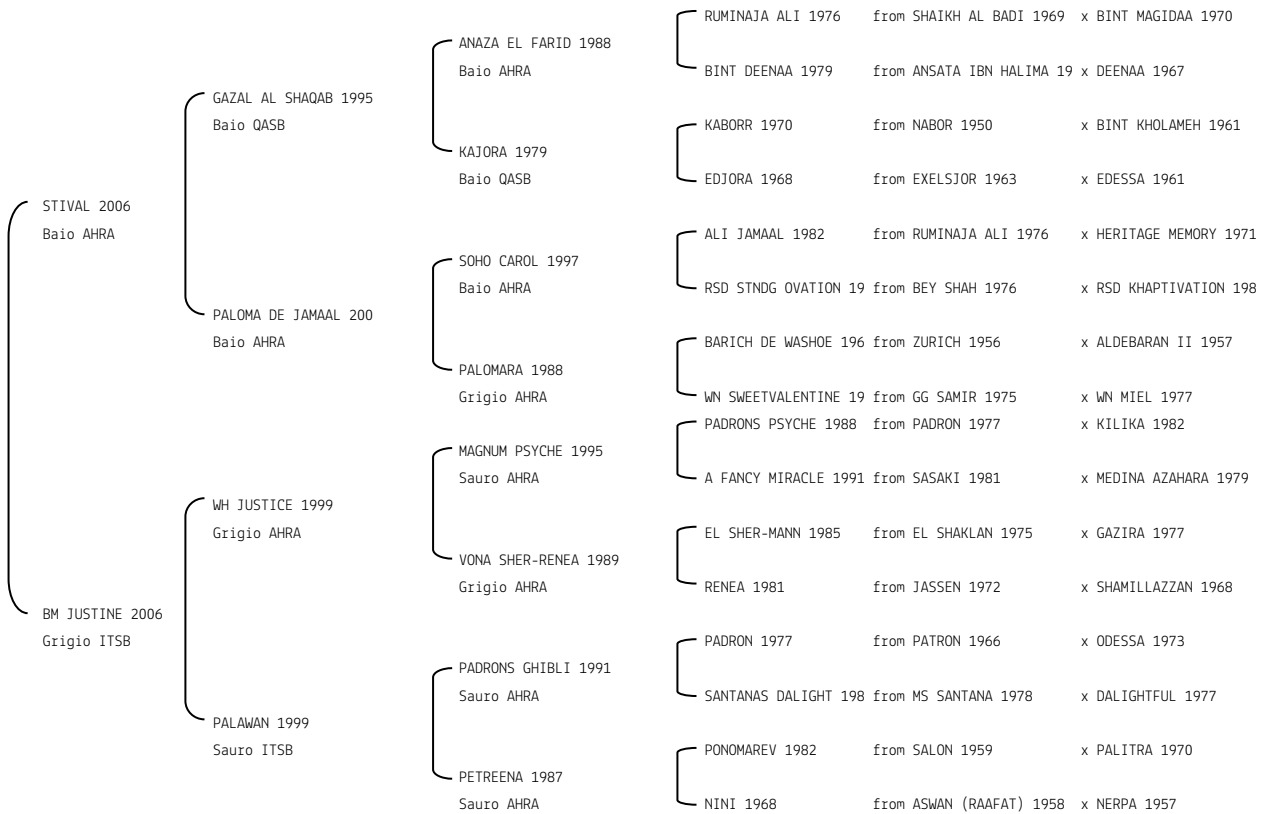 RUMINAJA ALI 1976 from SHAIKH AL BADI 1969 x BINT MAGIDAA 1970
ANAZA EL FARID 1988
Baio AHRA
BINT DEENAA 1979 from ANSATA IBN HALIMA 19 x DEENAA 1967
GAZAL AL SHAQAB 1995
Baio QASB
KABORR 1970 from NABOR 1950 x BINT KHOLAMEH 1961
KAJORA 1979
Baio QASB
EDJORA 1968 from EXELSJOR 1963 x EDESSA 1961
STIVAL 2006
Baio AHRA
ALI JAMAAL 1982 from RUMINAJA ALI 1976 x HERITAGE MEMORY 1971
SOHO CAROL 1997
Baio AHRA
RSD STNDG OVATION 19 from BEY SHAH 1976 x RSD KHAPTIVATION 198
PALOMA DE JAMAAL 200
Baio AHRA
BARICH DE WASHOE 196 from ZURICH 1956 x ALDEBARAN II 1957
PALOMARA 1988
Grigio AHRA
WN SWEETVALENTINE 19 from GG SAMIR 1975 x WN MIEL 1977
PADRONS PSYCHE 1988 from PADRON 1977 x KILIKA 1982
MAGNUM PSYCHE 1995
Sauro AHRA
A FANCY MIRACLE 1991 from SASAKI 1981 x MEDINA AZAHARA 1979
WH JUSTICE 1999
Grigio AHRA
EL SHER-MANN 1985 from EL SHAKLAN 1975 x GAZIRA 1977
VONA SHER-RENEA 1989
Grigio AHRA
RENEA 1981 from JASSEN 1972 x SHAMILLAZZAN 1968
BM JUSTINE 2006
Grigio ITSB
PADRON 1977 from PATRON 1966 x ODESSA 1973
PADRONS GHIBLI 1991
Sauro AHRA
SANTANAS DALIGHT 198 from MS SANTANA 1978 x DALIGHTFUL 1977
PALAWAN 1999
Sauro ITSB
PONOMAREV 1982 from SALON 1959 x PALITRA 1970
PETREENA 1987
Sauro AHRA
NINI 1968 from ASWAN (RAAFAT) 1958 x NERPA 1957